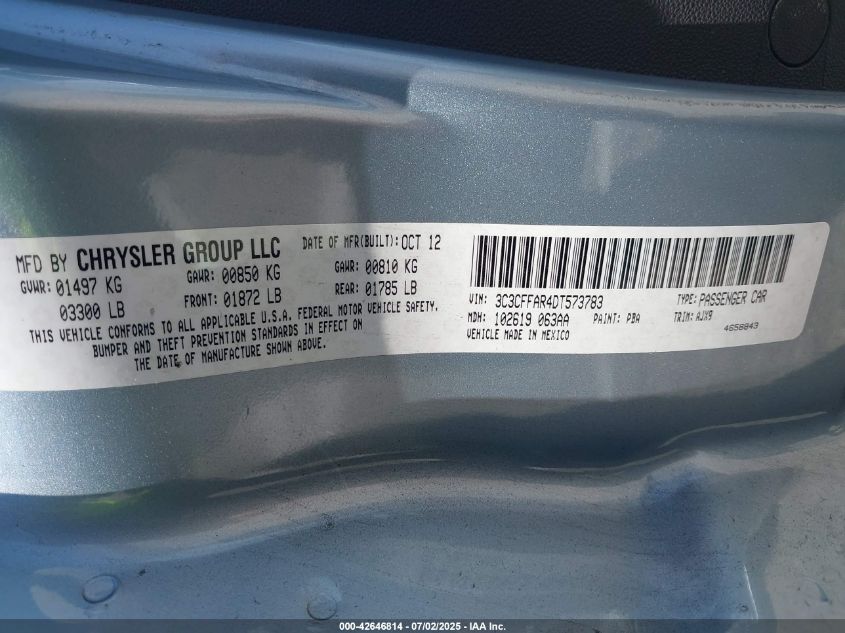 MFD BY CHRYSLER GROUP LLC
DATE OF MFR(BUILT): OCT 12
GVWR: 01497 KG
GAWR: 00850 KG
GAWR: 00810 KG
03300 LB
FRONT: 01872 LB
REAR: 01785 LB
THIS VEHICLE CONFORMS TO ALL APPLICABLE U.S.A. FEDERAL MOTOR VEHICLE SAFETY,
BUMPER AND THEFT PREVENTION STANDARDS IN EFFECT ON
THE DATE OF MANUFACTURE SHOWN ABOVE.
VIN: 3C3CFFAR4DT573783
TYPE: PASSENGER CAR
MDH: 102619 063AA
PAINT: PBA
TRIM: AJX9
VEHICLE MADE IN MEXICO
4656843
000-42646814 - 07/02/2025 - IAA Inc.